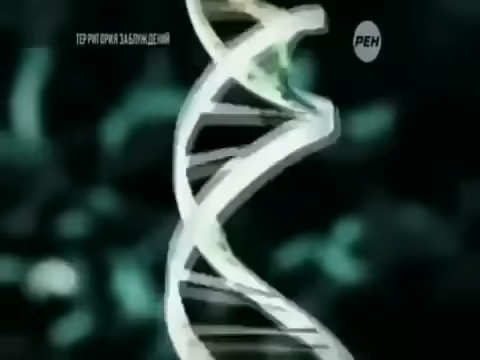 ТЕРРИТОРИЯ ЗАБЛУЖДЕНИЙ
РЕН